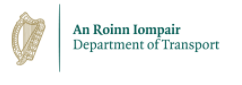 An Roinn Iompair
Department of Transport